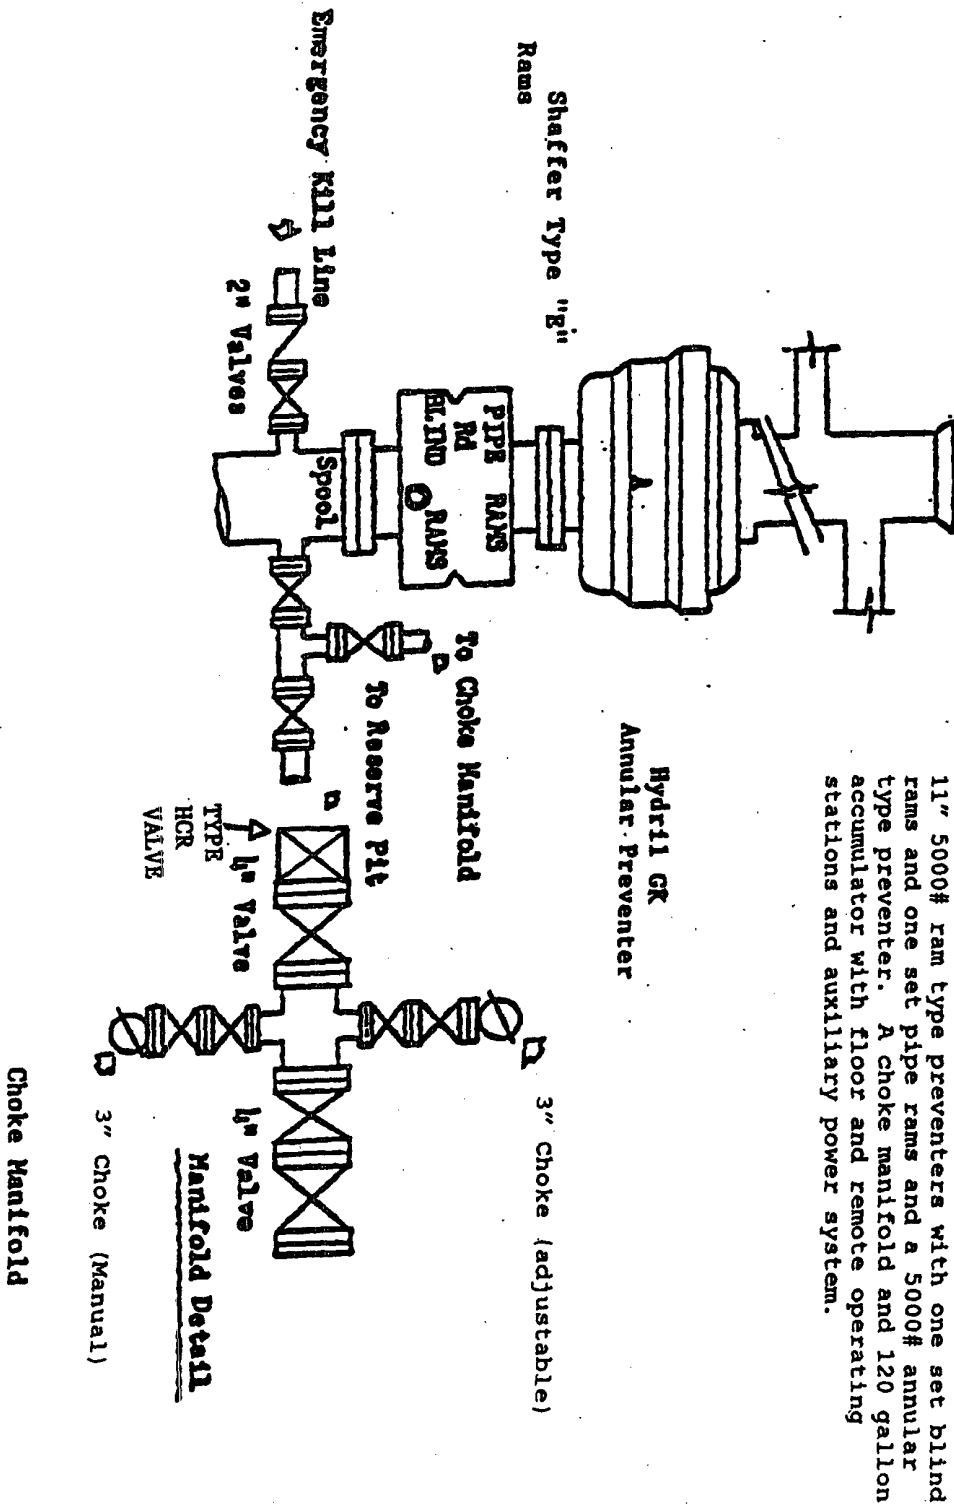 11" 5000# ram type preventers with one set blind
rams and one set pipe rams and a 5000# annular
type preventer. A choke manifold and 120 gallon
accumulator with floor and remote operating
stations and auxiliary power system.
Hydril GK
Annular Preventer
Shaffer Type "E"
Rams
PIPE RAMS
Rd
BLIND RAMS
Spool
Emergency Kill Line
2" Valves
To Choke Manifold
To Reserve Pit
TYPE
HCR
VALVE
4" Valve
4" Valve
3" Choke (adjustable)
3" Choke (Manual)
Manifold Detail
Choke Manifold